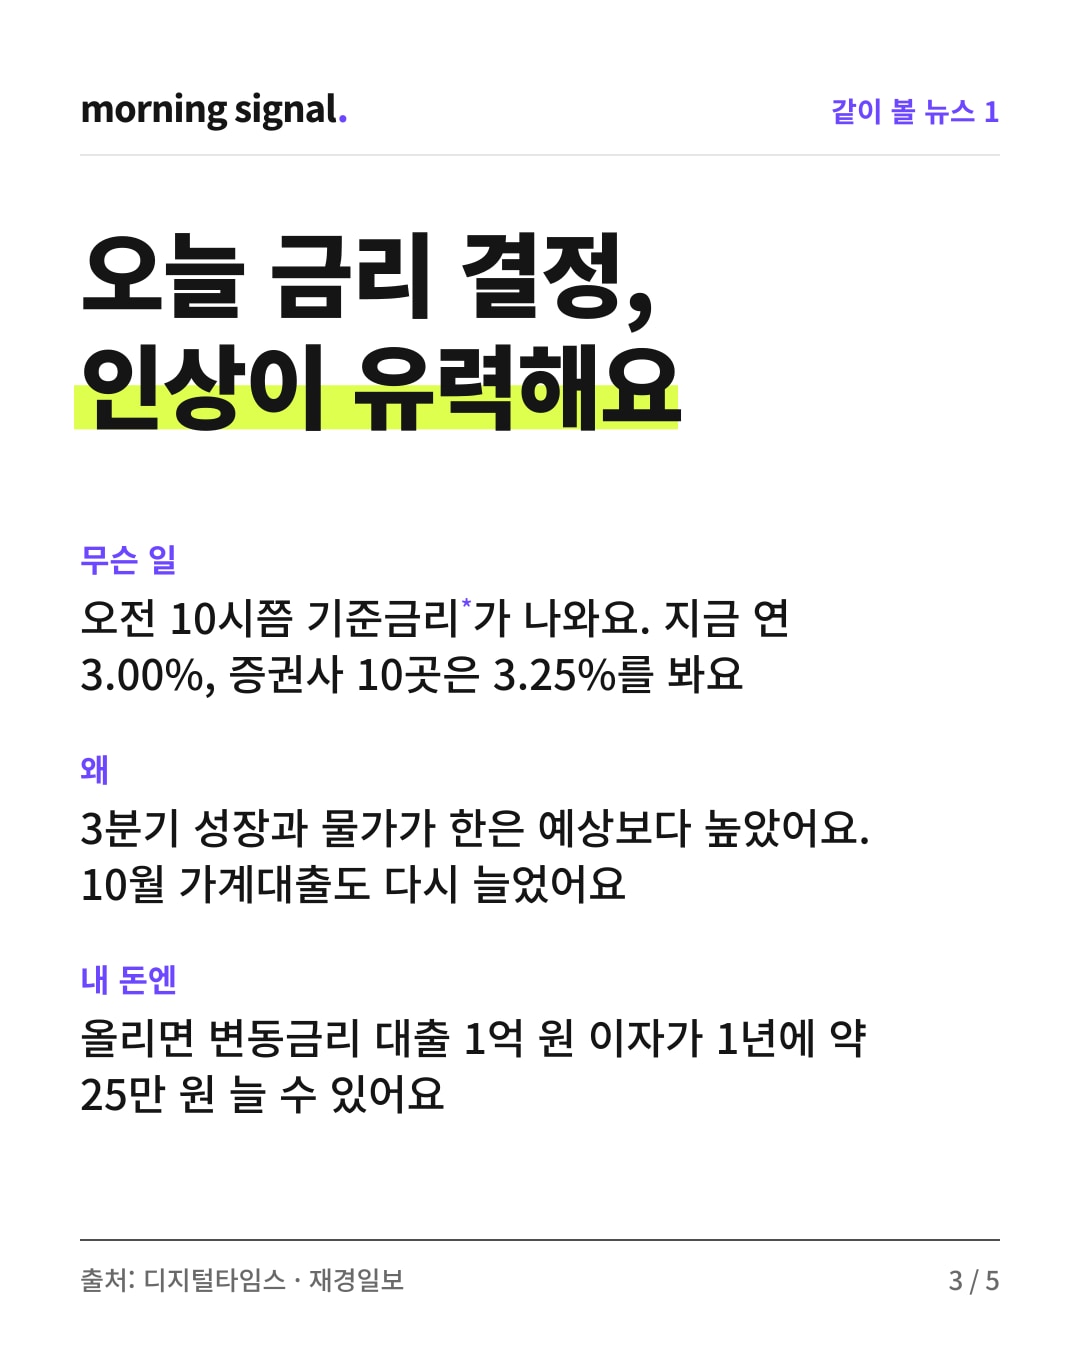 morning signal.
같이 볼 뉴스 1
오늘 금리 결정,
인상이 유력해요
무슨 일
오전 10시쯤 기준금리*가 나와요. 지금 연
3.00%, 증권사 10곳은 3.25%를 봐요
왜
3분기 성장과 물가가 한은 예상보다 높았어요.
10월 가계대출도 다시 늘었어요
내 돈엔
올리면 변동금리 대출 1억 원 이자가 1년에 약
25만 원 늘 수 있어요
출처: 디지털타임스 · 재경일보
3 / 5